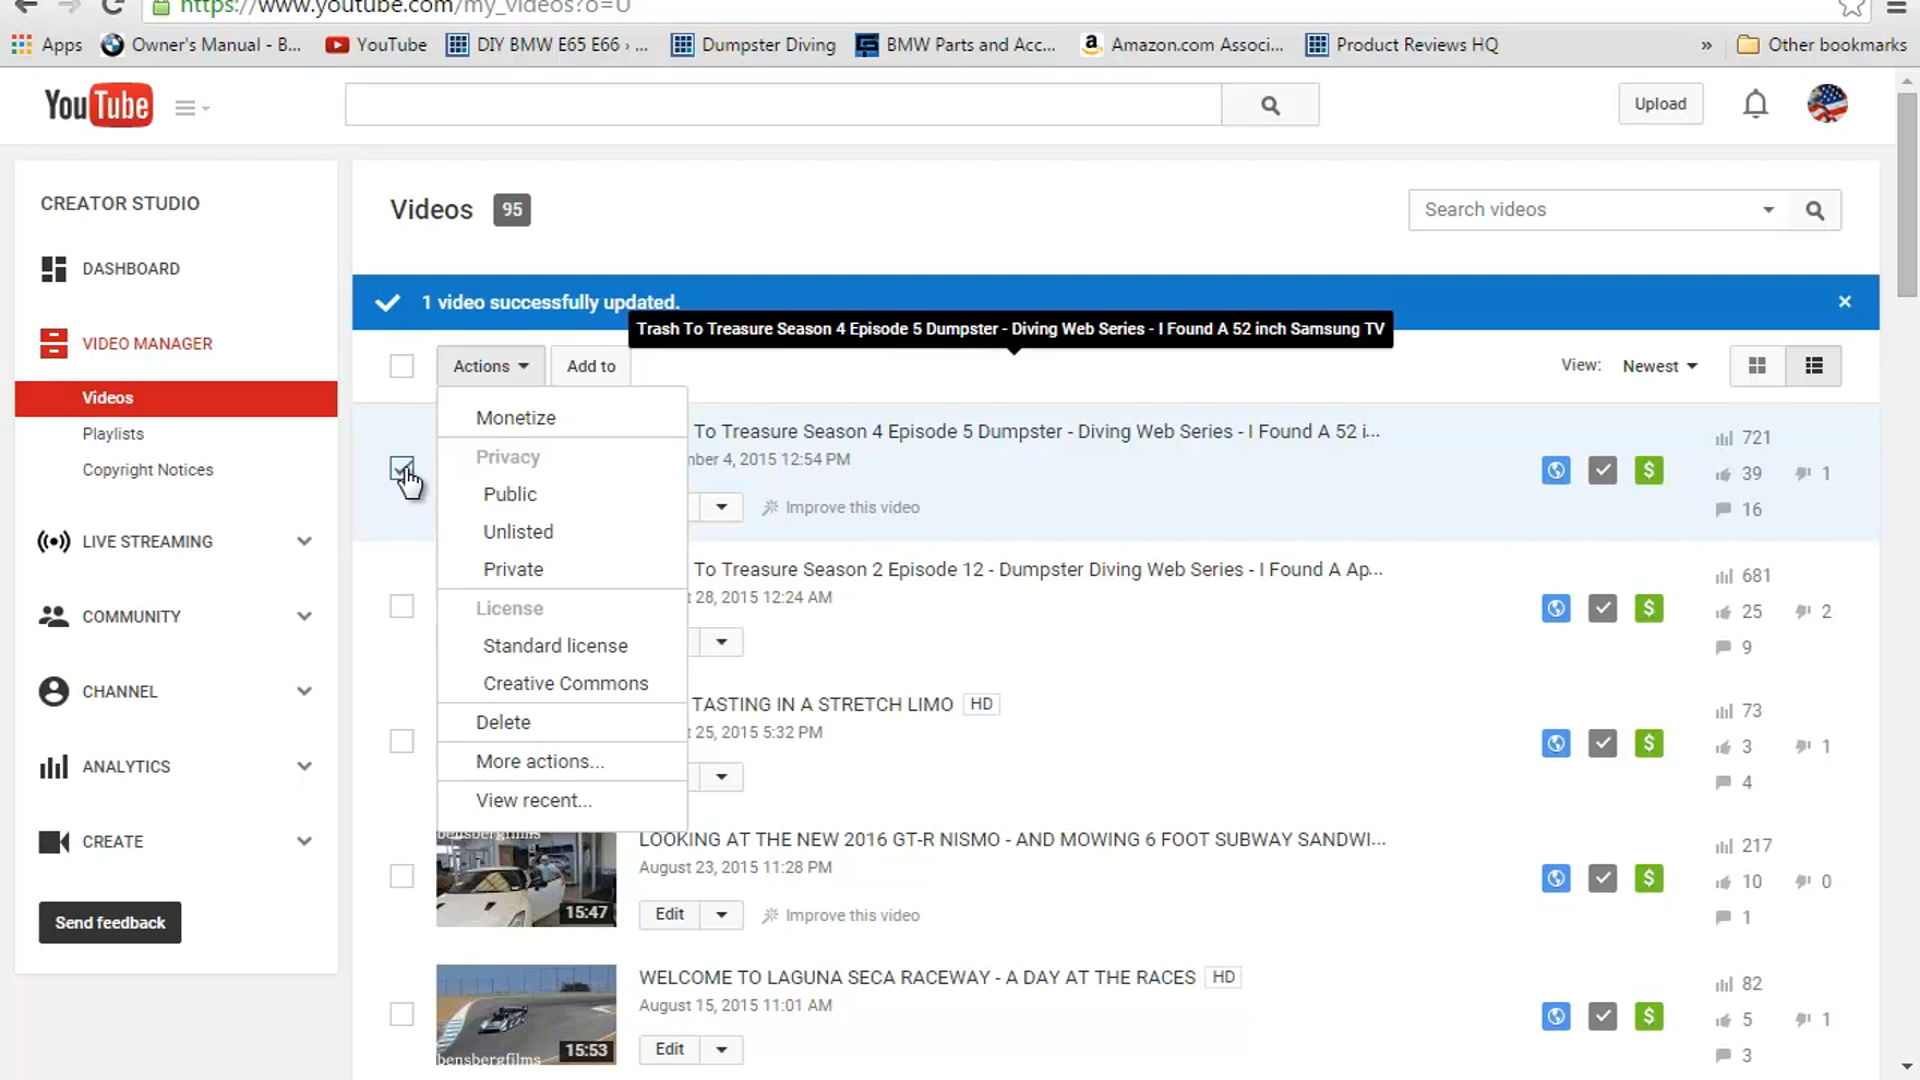 https://www.youtube.com/my_videos?o=U
Apps
Owner's Manual - B...
YouTube
DIY BMW E65 E66 › ...
Dumpster Diving
BMW Parts and Acc...
Amazon.com Associ...
Product Reviews HQ
»
Other bookmarks
YouTube
Upload
CREATOR STUDIO
DASHBOARD
VIDEO MANAGER
Videos
Playlists
Copyright Notices
LIVE STREAMING
COMMUNITY
CHANNEL
ANALYTICS
CREATE
Send feedback
Videos 95
Search videos
1 video successfully updated.
Trash To Treasure Season 4 Episode 5 Dumpster - Diving Web Series - I Found A 52 inch Samsung TV
Actions
Add to
View: Newest
Monetize
Privacy
Public
Unlisted
Private
License
Standard license
Creative Commons
Delete
More actions...
View recent...
To Treasure Season 4 Episode 5 Dumpster - Diving Web Series - I Found A 52 i...
ber 4, 2015 12:54 PM
Improve this video
721
39 1
16
To Treasure Season 2 Episode 12 - Dumpster Diving Web Series - I Found A Ap...
28, 2015 12:24 AM
681
25 2
9
TASTING IN A STRETCH LIMO HD
25, 2015 5:32 PM
73
3 1
4
bensbergfilms
15:47
LOOKING AT THE NEW 2016 GT-R NISMO - AND MOWING 6 FOOT SUBWAY SANDWI...
August 23, 2015 11:28 PM
Edit
Improve this video
217
10 0
1
bensbergfilms
15:53
WELCOME TO LAGUNA SECA RACEWAY - A DAY AT THE RACES HD
August 15, 2015 11:01 AM
Edit
82
5 1
3